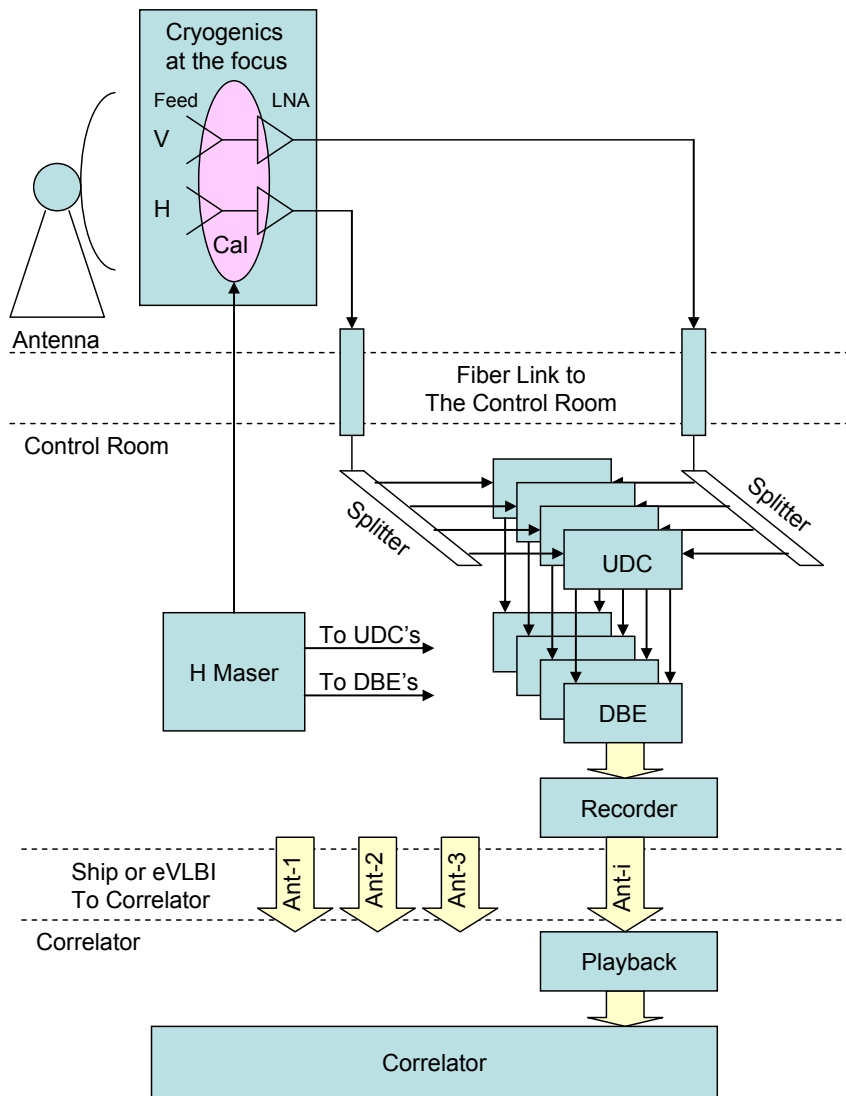 Cryogenics
at the focus
Feed
LNA
V
H
Cal
Antenna
Fiber Link to
The Control Room
Control Room
Splitter
Splitter
UDC
H Maser
To UDC's
To DBE's
DBE
Recorder
Ship or eVLBI
To Correlator
Ant-1
Ant-2
Ant-3
Ant-i
Correlator
Playback
Correlator